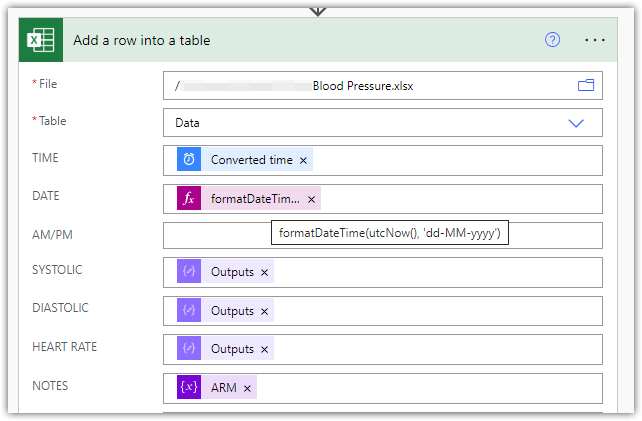 Add a row into a table
* File
/ Blood Pressure.xlsx
* Table
Data
TIME
Converted time ×
DATE
fx formatDateTim... ×
AM/PM
formatDateTime(utcNow(), 'dd-MM-yyyy')
SYSTOLIC
Outputs ×
DIASTOLIC
Outputs ×
HEART RATE
Outputs ×
NOTES
{x} ARM ×